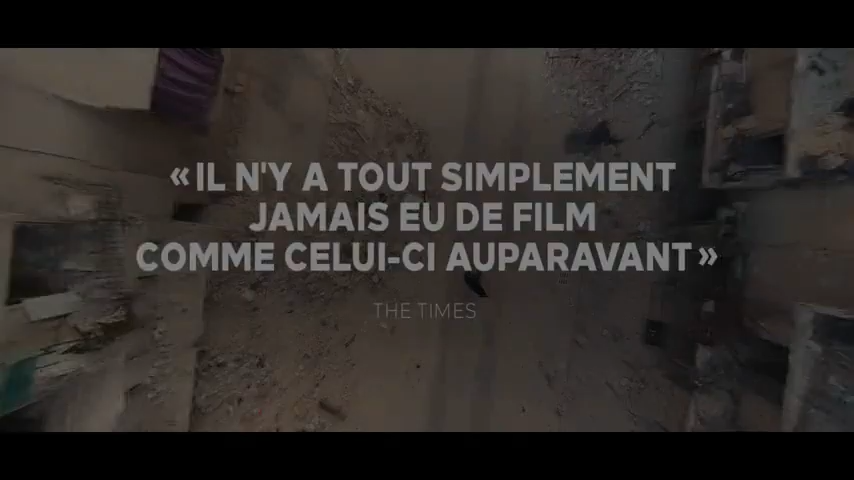 « IL N'Y A TOUT SIMPLEMENT
JAMAIS EU DE FILM
COMME CELUI-CI AUPARAVANT »
THE TIMES